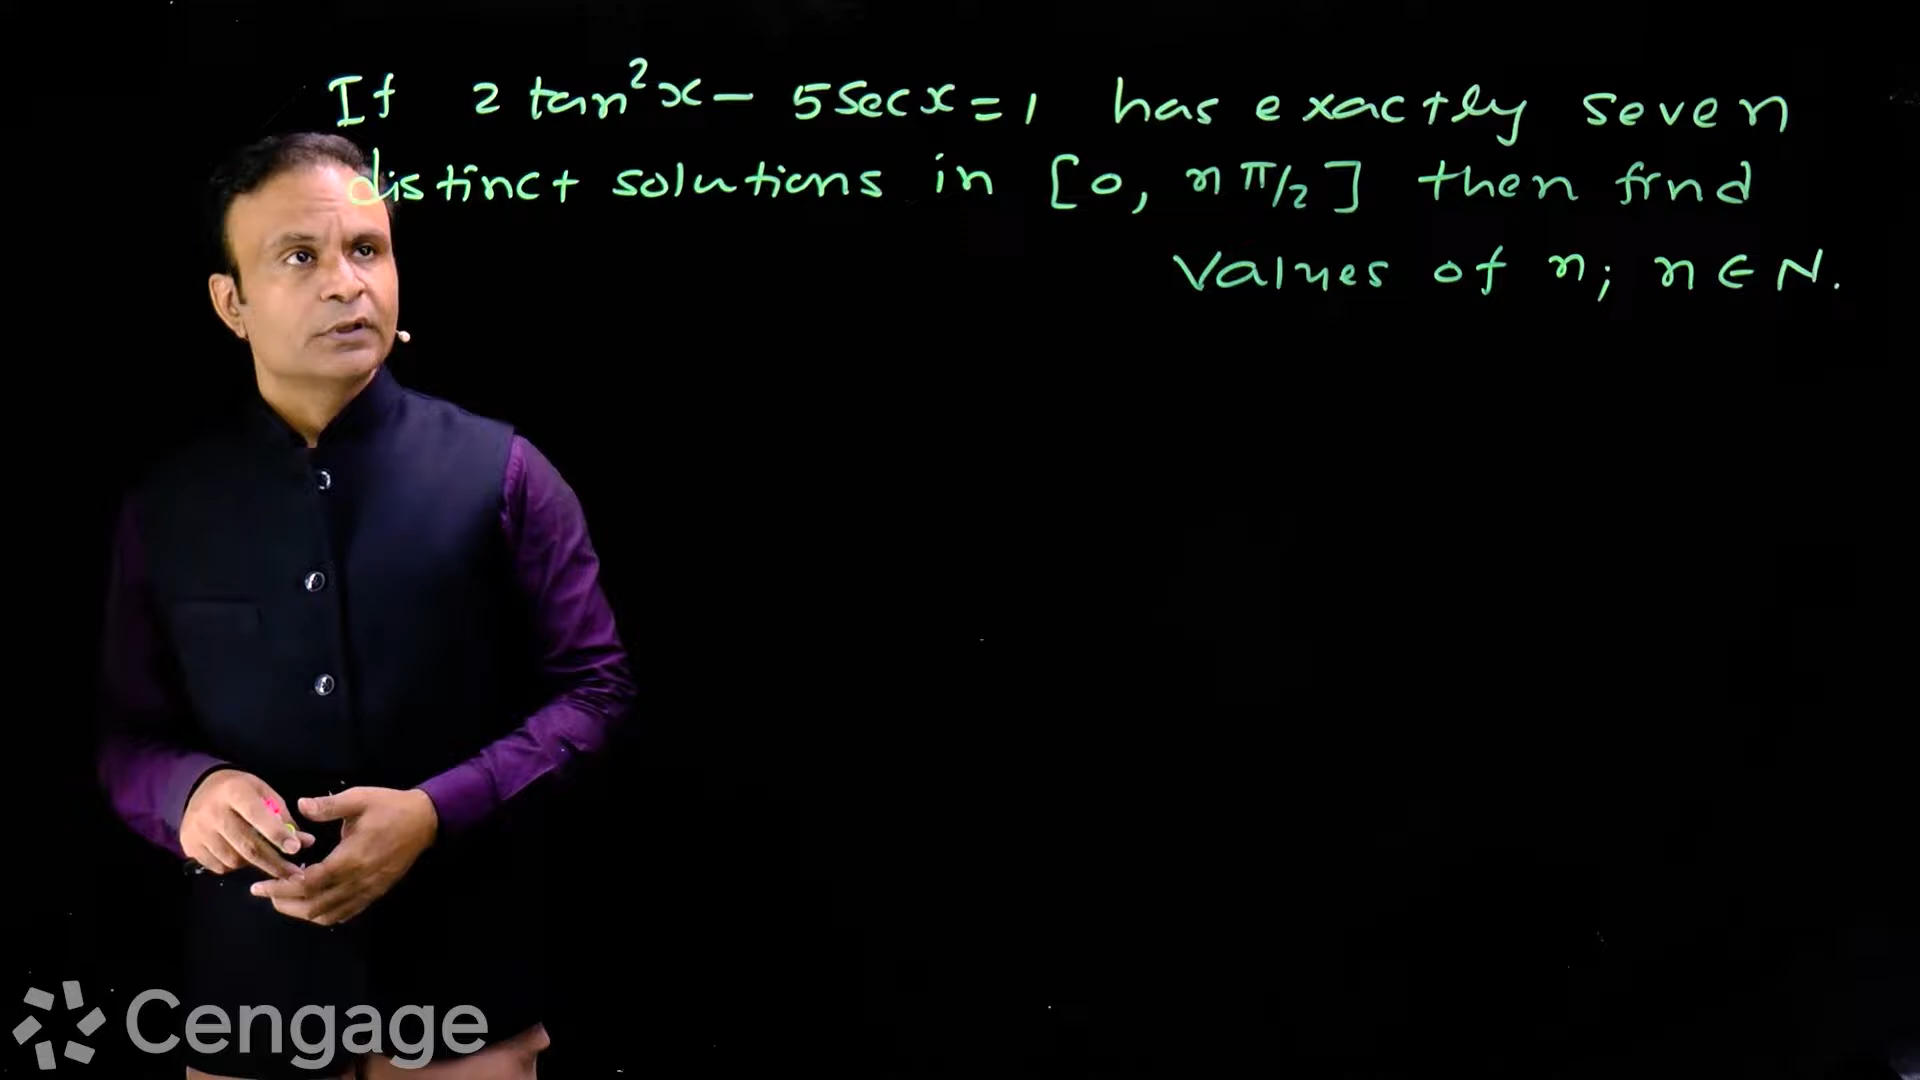 If 2 tan²x - 5 sec x = 1 has exactly seven
distinct solutions in [0, nπ/2] then find
values of n; n ∈ N.
Cengage